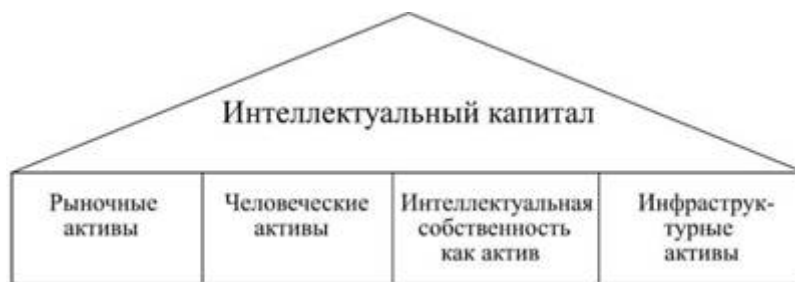 Интеллектуальный капитал
Рыночные
активы
Человеческие
активы
Интеллектуальная
собственность
как актив
Инфраструк-
турные
активы